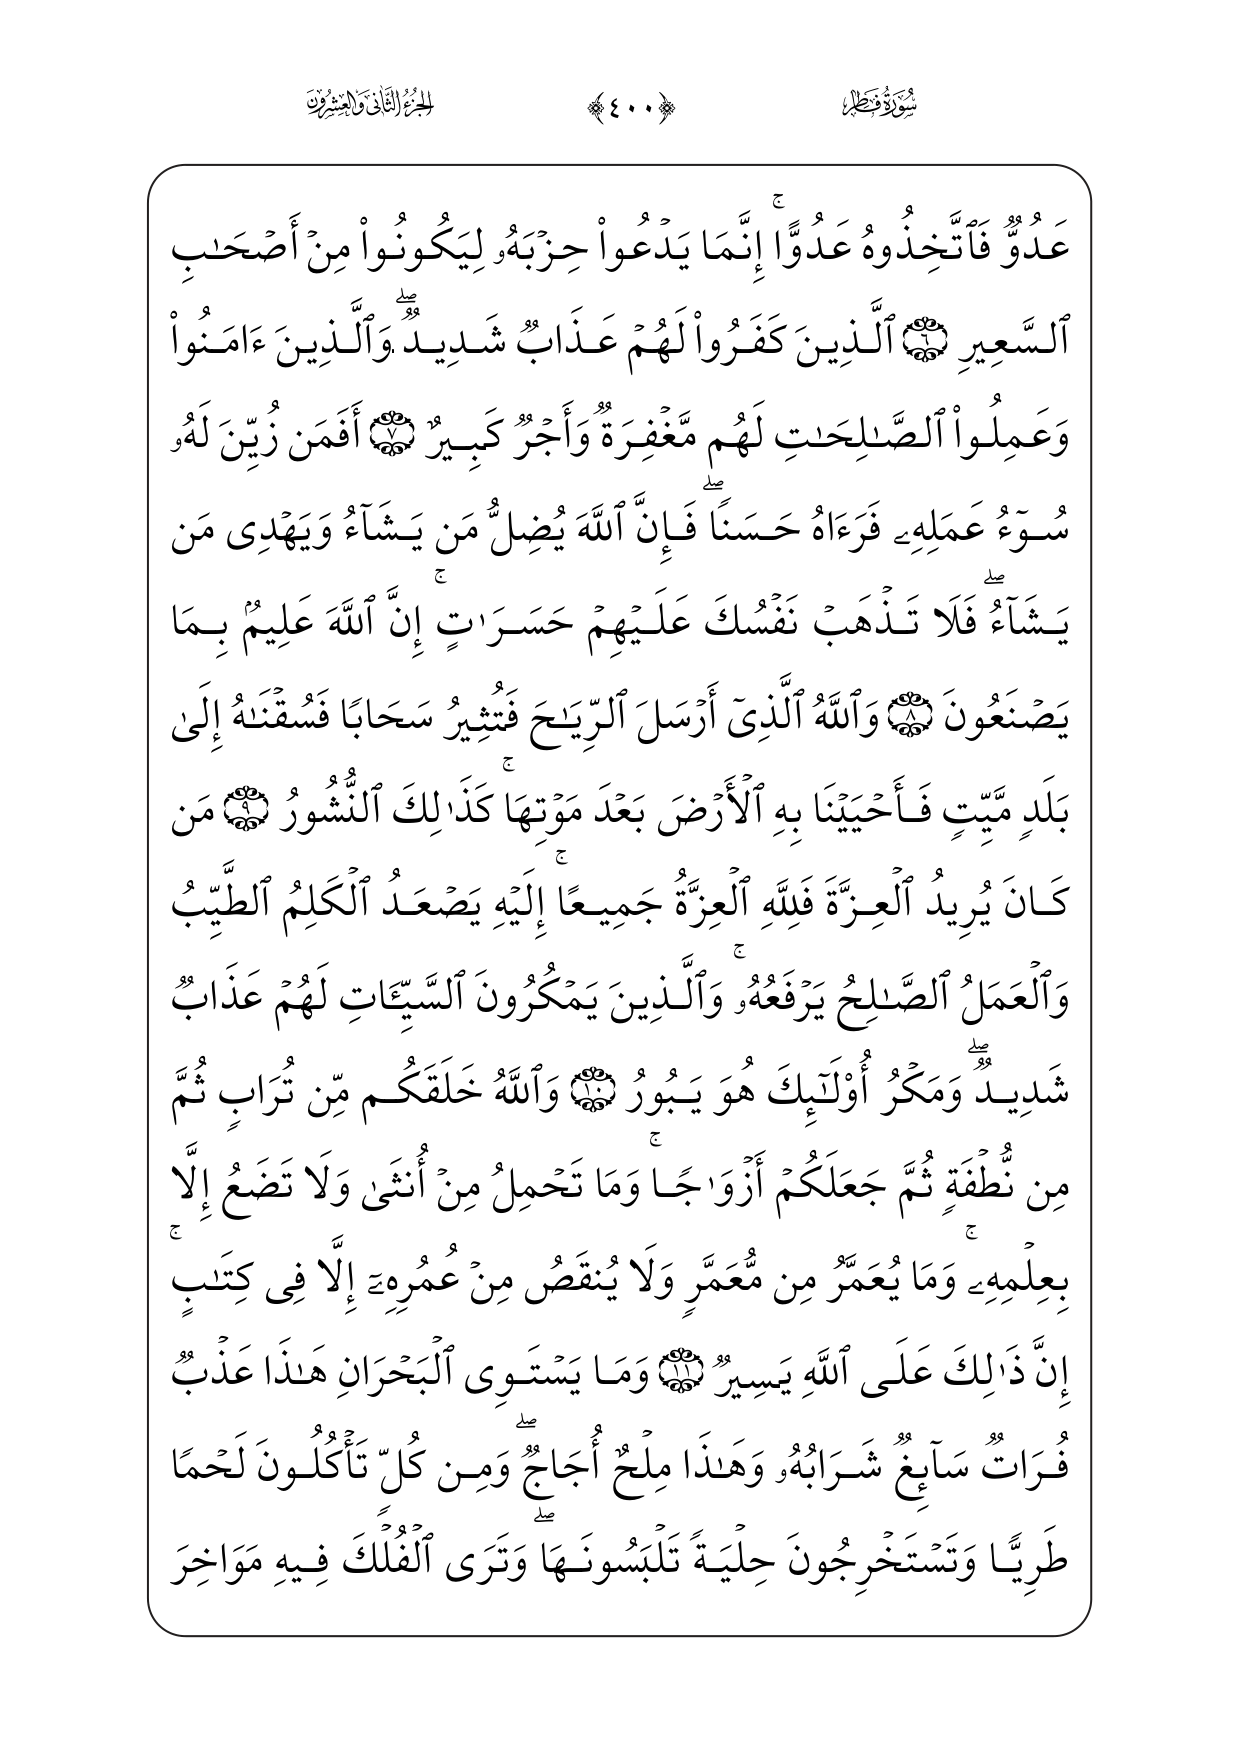 سُورَةُ فَاطِر ﴿٤٠٠﴾ الجُزْءُ الثَّانِي وَالعِشْرُونَ
عَدُوٌّ فَٱتَّخِذُوهُ عَدُوًّاۚ إِنَّمَا يَدۡعُواْ حِزۡبَهُۥ لِيَكُونُواْ مِنۡ أَصۡحَٰبِ
ٱلسَّعِيرِ ٦ ٱلَّذِينَ كَفَرُواْ لَهُمۡ عَذَابٌ شَدِيدٌۖ وَٱلَّذِينَ ءَامَنُواْ
وَعَمِلُواْ ٱلصَّٰلِحَٰتِ لَهُم مَّغۡفِرَةٌ وَأَجۡرٌ كَبِيرٌ ٧ أَفَمَن زُيِّنَ لَهُۥ
سُوٓءُ عَمَلِهِۦ فَرَءَاهُ حَسَنًاۖ فَإِنَّ ٱللَّهَ يُضِلُّ مَن يَشَآءُ وَيَهۡدِى مَن
يَشَآءُۖ فَلَا تَذۡهَبۡ نَفۡسُكَ عَلَيۡهِمۡ حَسَرَٰتٍۚ إِنَّ ٱللَّهَ عَلِيمُۢ بِمَا
يَصۡنَعُونَ ٨ وَٱللَّهُ ٱلَّذِىٓ أَرۡسَلَ ٱلرِّيَٰحَ فَتُثِيرُ سَحَابًا فَسُقۡنَٰهُ إِلَىٰ
بَلَدٍ مَّيِّتٍ فَأَحۡيَيۡنَا بِهِ ٱلۡأَرۡضَ بَعۡدَ مَوۡتِهَاۚ كَذَٰلِكَ ٱلنُّشُورُ ٩ مَن
كَانَ يُرِيدُ ٱلۡعِزَّةَ فَلِلَّهِ ٱلۡعِزَّةُ جَمِيعًاۚ إِلَيۡهِ يَصۡعَدُ ٱلۡكَلِمُ ٱلطَّيِّبُ
وَٱلۡعَمَلُ ٱلصَّٰلِحُ يَرۡفَعُهُۥۚ وَٱلَّذِينَ يَمۡكُرُونَ ٱلسَّيِّـَٔاتِ لَهُمۡ عَذَابٌ
شَدِيدٌۖ وَمَكۡرُ أُوْلَٰٓئِكَ هُوَ يَبُورُ ١٠ وَٱللَّهُ خَلَقَكُم مِّن تُرَابٍ ثُمَّ
مِن نُّطۡفَةٍ ثُمَّ جَعَلَكُمۡ أَزۡوَٰجًاۚ وَمَا تَحۡمِلُ مِنۡ أُنثَىٰ وَلَا تَضَعُ إِلَّا
بِعِلۡمِهِۦۚ وَمَا يُعَمَّرُ مِن مُّعَمَّرٍ وَلَا يُنقَصُ مِنۡ عُمُرِهِۦٓ إِلَّا فِى كِتَٰبٍۚ
إِنَّ ذَٰلِكَ عَلَى ٱللَّهِ يَسِيرٌ ١١ وَمَا يَسۡتَوِى ٱلۡبَحۡرَانِ هَٰذَا عَذۡبٌ
فُرَاتٌ سَآئِغٌ شَرَابُهُۥ وَهَٰذَا مِلۡحٌ أُجَاجٌۖ وَمِن كُلٍّ تَأۡكُلُونَ لَحۡمًا
طَرِيًّا وَتَسۡتَخۡرِجُونَ حِلۡيَةً تَلۡبَسُونَهَاۖ وَتَرَى ٱلۡفُلۡكَ فِيهِ مَوَاخِرَ